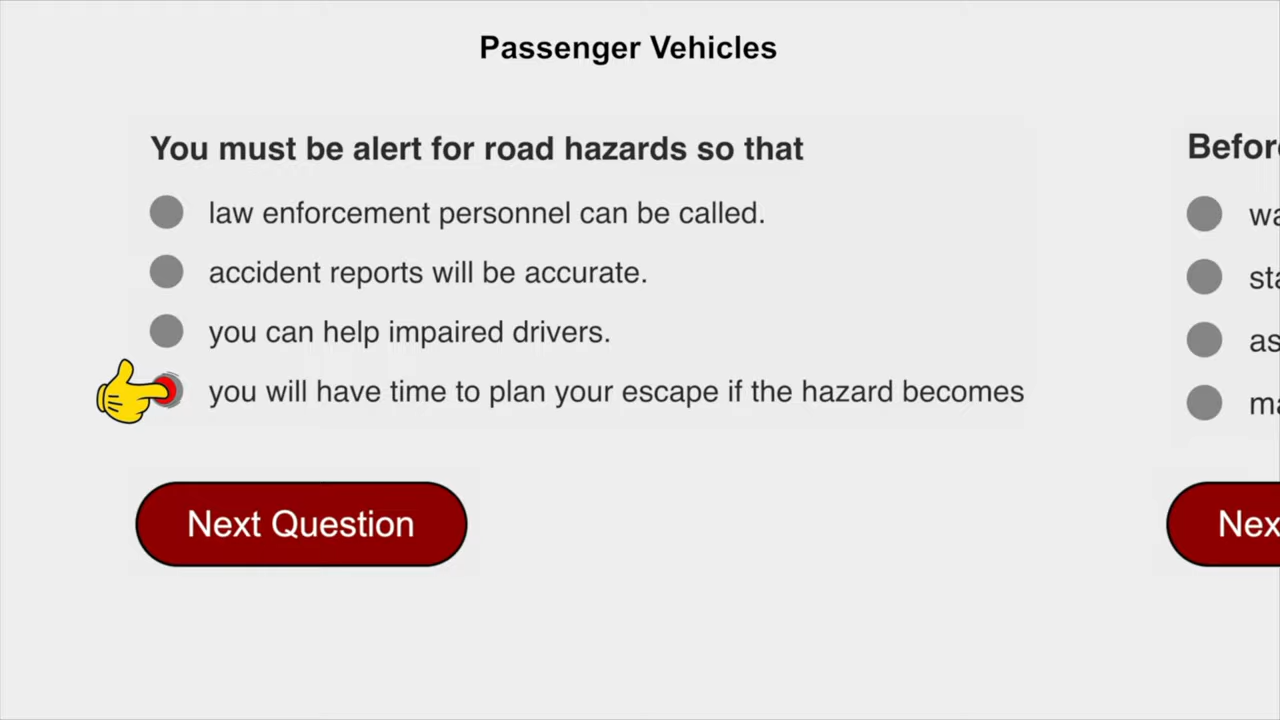 Passenger Vehicles
You must be alert for road hazards so that
law enforcement personnel can be called.
accident reports will be accurate.
you can help impaired drivers.
you will have time to plan your escape if the hazard becomes
Next Question